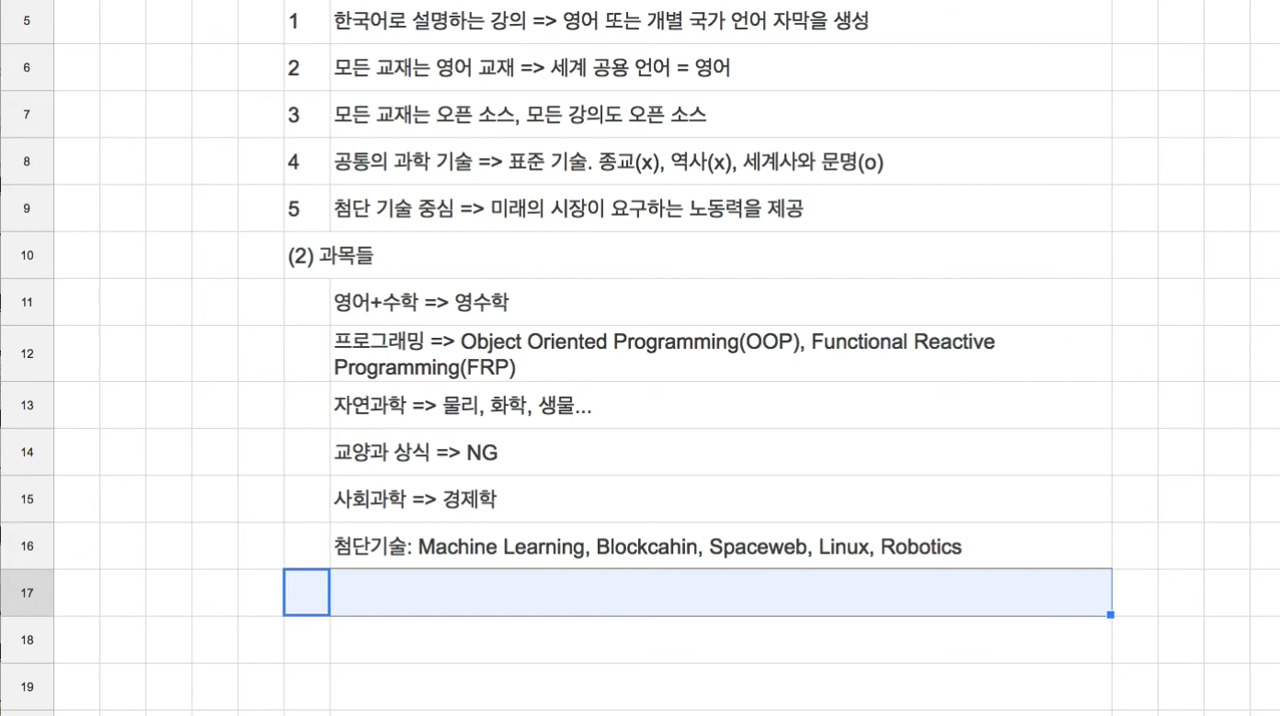 5 1 한국어로 설명하는 강의 => 영어 또는 개별 국가 언어 자막을 생성
6 2 모든 교재는 영어 교재 => 세계 공용 언어 = 영어
7 3 모든 교재는 오픈 소스, 모든 강의도 오픈 소스
8 4 공통의 과학 기술 => 표준 기술. 종교(x), 역사(x), 세계사와 문명(o)
9 5 첨단 기술 중심 => 미래의 시장이 요구하는 노동력을 제공
10 (2) 과목들
11 영어+수학 => 영수학
12 프로그래밍 => Object Oriented Programming(OOP), Functional Reactive
Programming(FRP)
13 자연과학 => 물리, 화학, 생물...
14 교양과 상식 => NG
15 사회과학 => 경제학
16 첨단기술: Machine Learning, Blockcahin, Spaceweb, Linux, Robotics
17
18
19